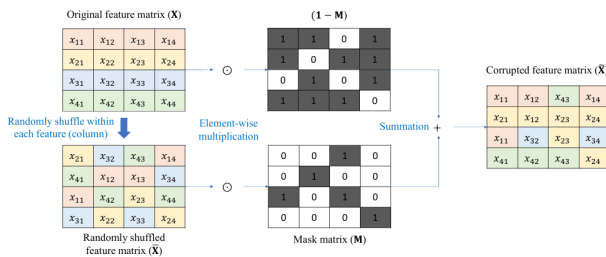 Original feature matrix (X)
x₁₁ x₁₂ x₁₃ x₁₄
x₂₁ x₂₂ x₂₃ x₂₄
x₃₁ x₃₂ x₃₃ x₃₄
x₄₁ x₄₂ x₄₃ x₄₄
⊙
(1 − M)
1 1 0 1
1 0 1 1
0 1 0 1
1 1 1 0
Randomly shuffle within
each feature (column)
Element-wise
multiplication
Summation +
Corrupted feature matrix (X̃)
x₁₁ x₁₂ x₄₃ x₁₄
x₂₁ x₁₂ x₂₃ x₂₄
x₁₁ x₃₂ x₂₃ x₃₄
x₄₁ x₄₂ x₄₃ x₂₄
x₂₁ x₃₂ x₄₃ x₁₄
x₄₁ x₁₂ x₁₃ x₃₄
x₁₁ x₄₂ x₂₃ x₄₄
x₃₁ x₂₂ x₃₃ x₂₄
Randomly shuffled
feature matrix (X̄)
⊙
0 0 1 0
0 1 0 0
1 0 1 0
0 0 0 1
Mask matrix (M)